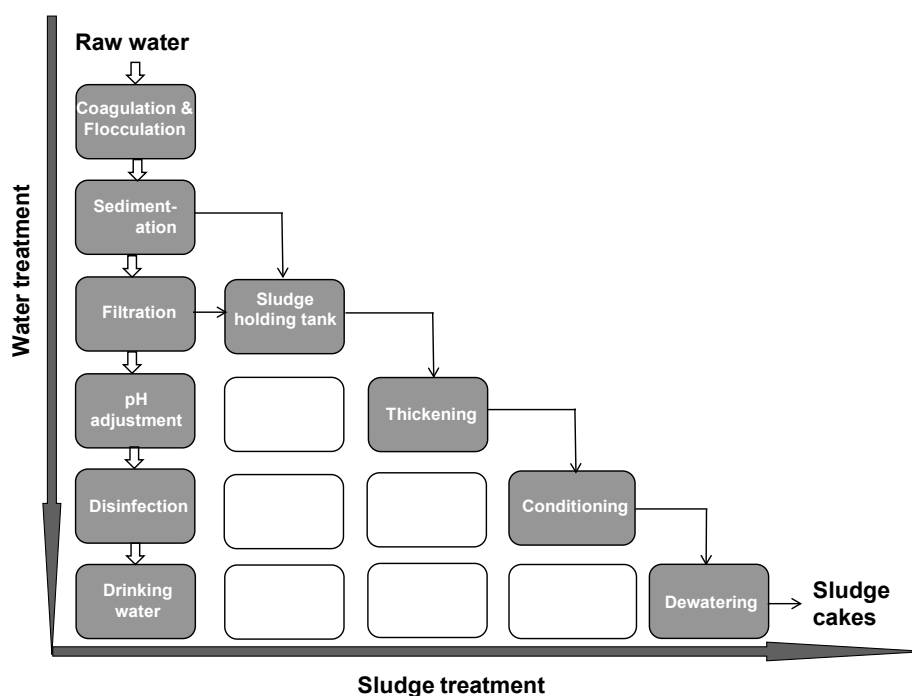 Raw water
Coagulation &
Flocculation
Sediment-
ation
Filtration
Sludge
holding tank
pH
adjustment
Thickening
Disinfection
Conditioning
Drinking
water
Dewatering
Sludge
cakes
Water treatment
Sludge treatment